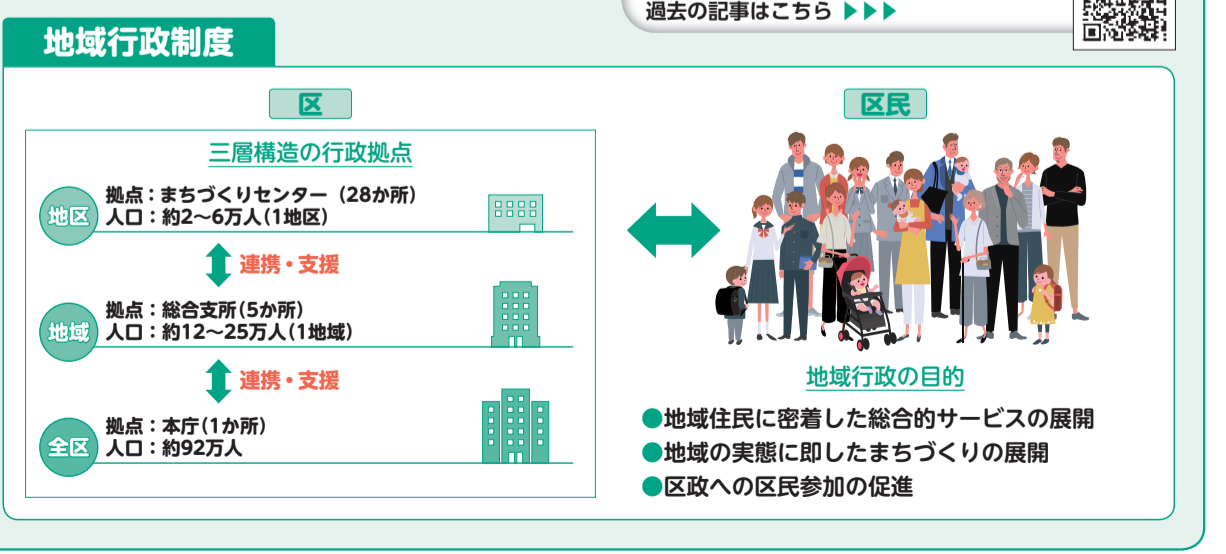 過去の記事はこちら ▶▶▶
地域行政制度
区
三層構造の行政拠点
地区
拠点：まちづくりセンター（28か所）
人口：約2～6万人(1地区)
連携・支援
地域
拠点：総合支所(5か所)
人口：約12～25万人(1地域)
連携・支援
全区
拠点：本庁(1か所)
人口：約92万人
区民
地域行政の目的
●地域住民に密着した総合的サービスの展開
●地域の実態に即したまちづくりの展開
●区政への区民参加の促進